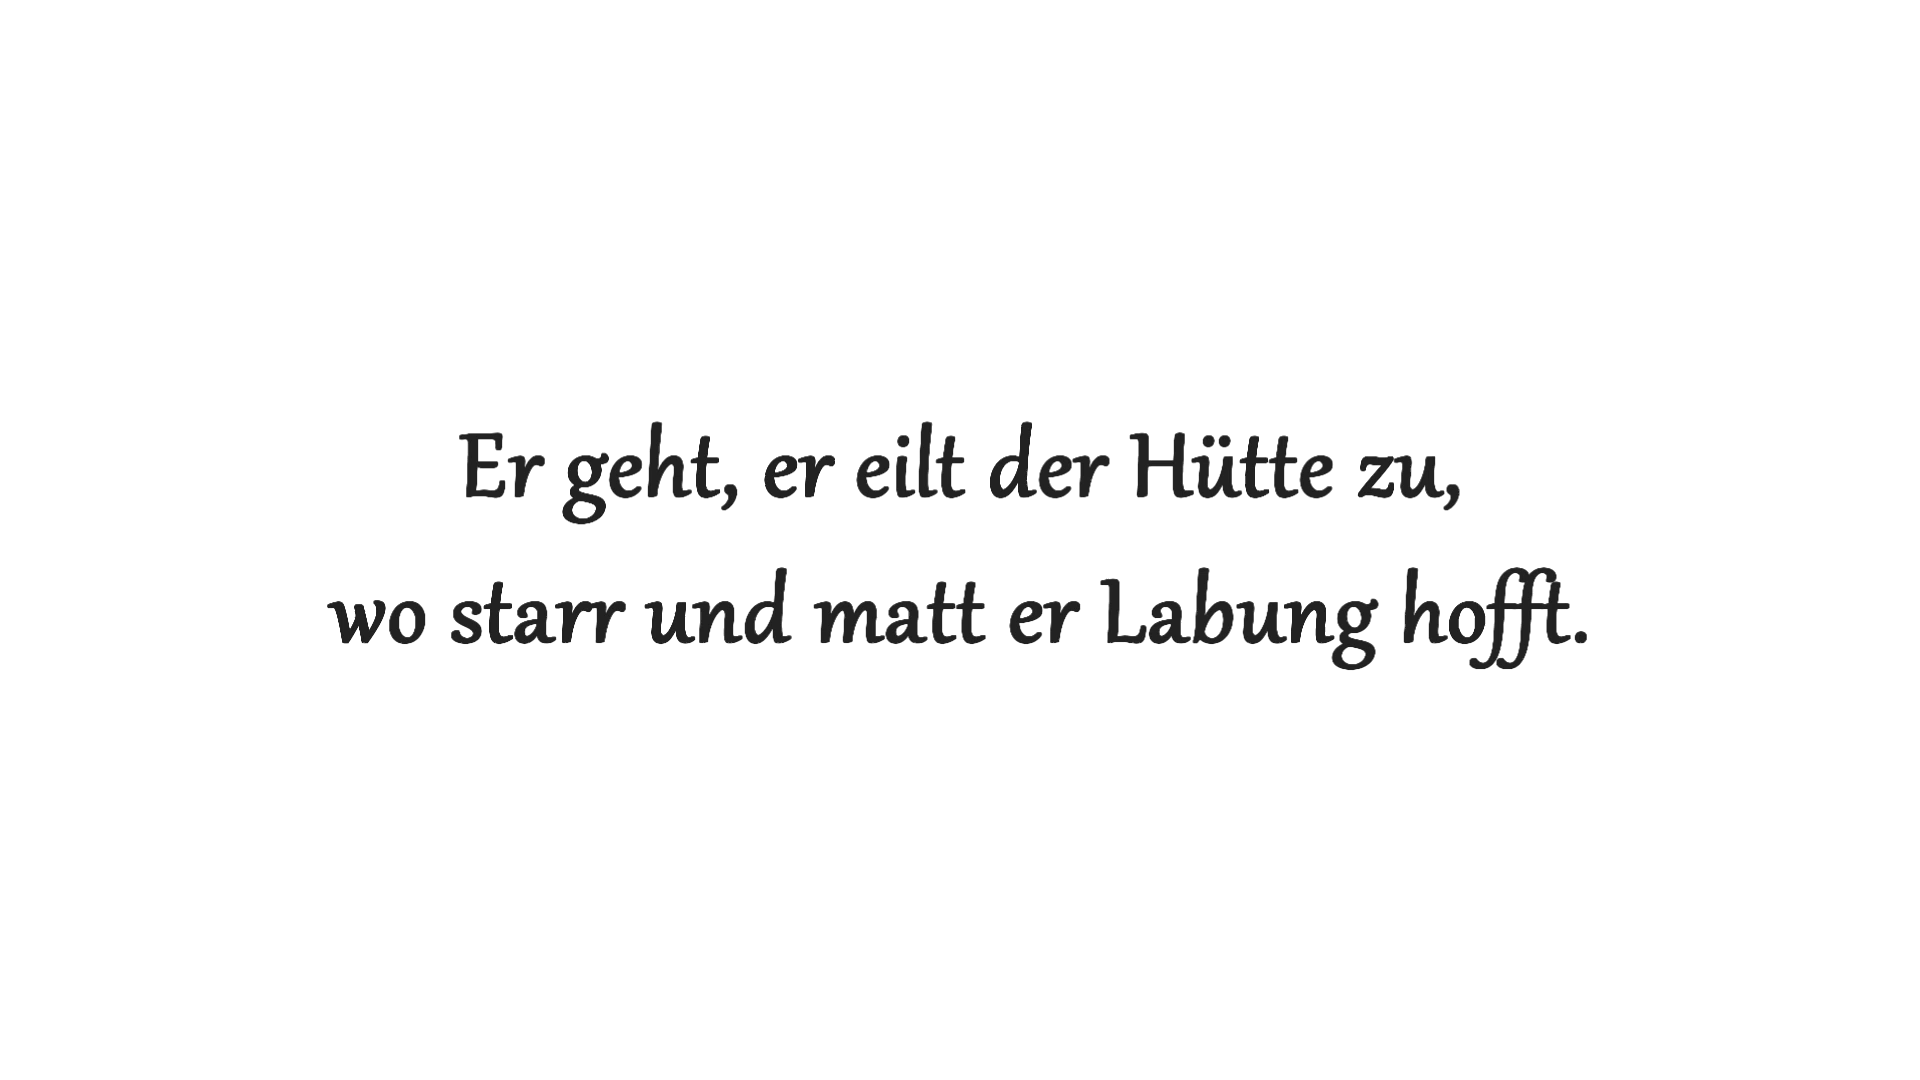 Er geht, er eilt der Hütte zu,
wo starr und matt er Labung hofft.